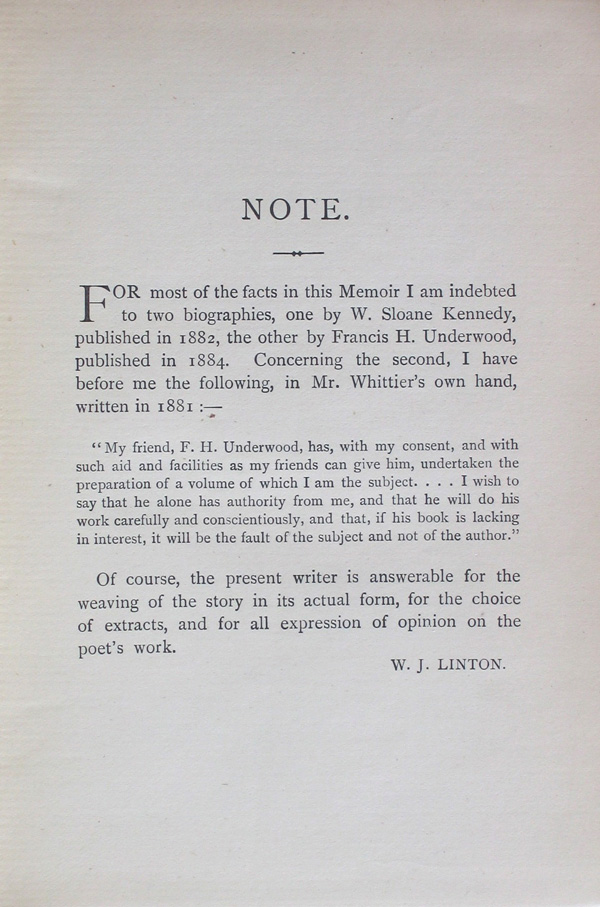 NOTE.
FOR most of the facts in this Memoir I am indebted
to two biographies, one by W. Sloane Kennedy,
published in 1882, the other by Francis H. Underwood,
published in 1884. Concerning the second, I have
before me the following, in Mr. Whittier's own hand,
written in 1881 :—
"My friend, F. H. Underwood, has, with my consent, and with
such aid and facilities as my friends can give him, undertaken the
preparation of a volume of which I am the subject. . . . I wish to
say that he alone has authority from me, and that he will do his
work carefully and conscientiously, and that, if his book is lacking
in interest, it will be the fault of the subject and not of the author."
Of course, the present writer is answerable for the
weaving of the story in its actual form, for the choice
of extracts, and for all expression of opinion on the
poet's work.
W. J. LINTON.